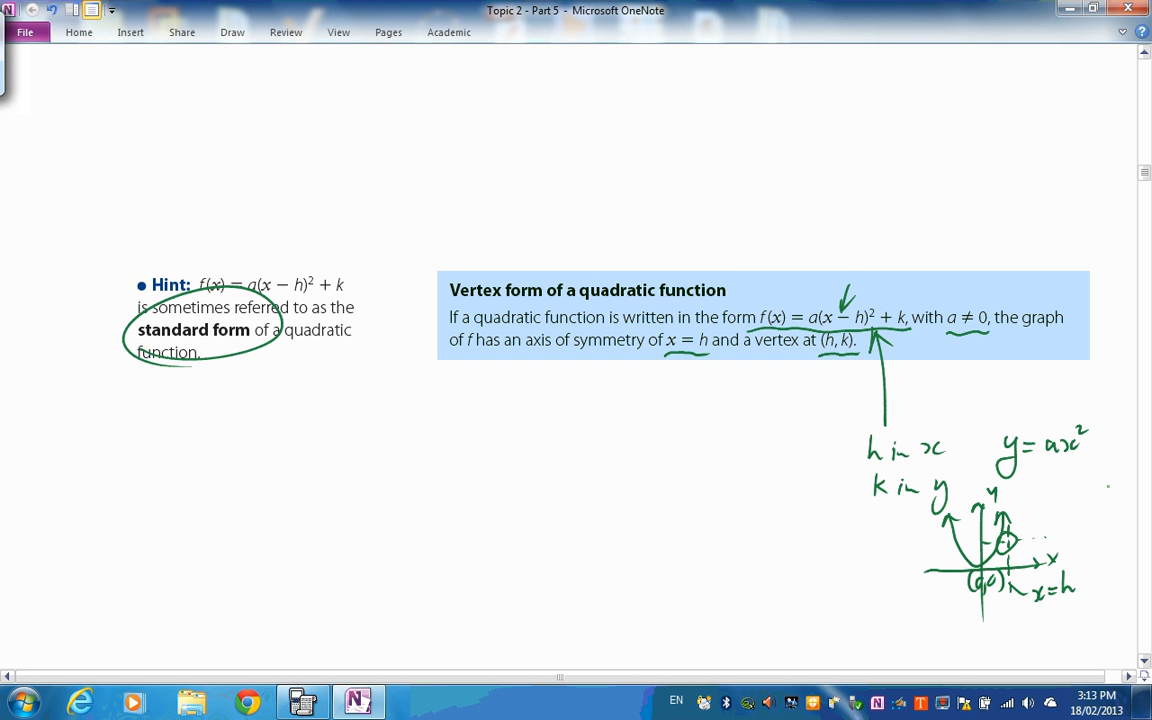 Topic 2 - Part 5 - Microsoft OneNote
File Home Insert Share Draw Review View Pages Academic
• Hint: f(x) = a(x − h)² + k
is sometimes referred to as the
standard form of a quadratic
function.
Vertex form of a quadratic function
If a quadratic function is written in the form f(x) = a(x − h)² + k, with a ≠ 0, the graph
of f has an axis of symmetry of x = h and a vertex at (h, k).
h in x
k in y
y = ax²
y
x
(0,0)
x = h
EN
3:13 PM
18/02/2013